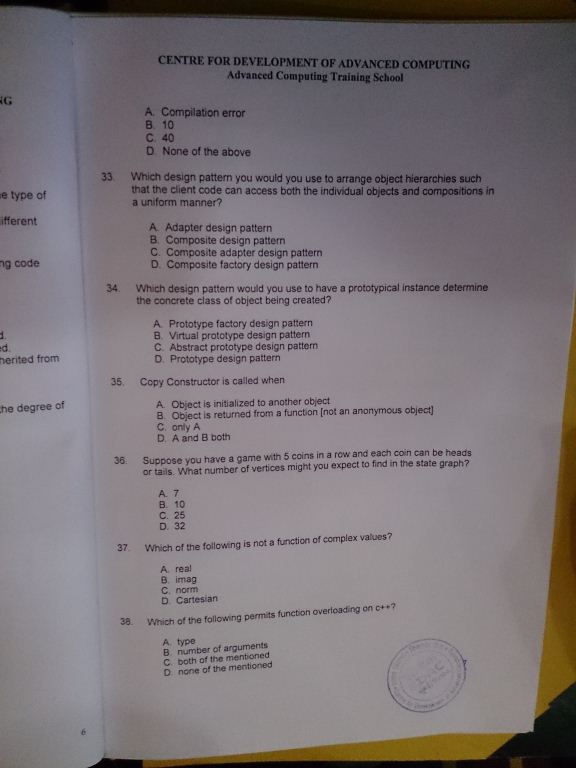 CENTRE FOR DEVELOPMENT OF ADVANCED COMPUTING
Advanced Computing Training School
A. Compilation error
B. 10
C. 40
D. None of the above
33. Which design pattern you would you use to arrange object hierarchies such
that the client code can access both the individual objects and compositions in
a uniform manner?
A. Adapter design pattern
B. Composite design pattern
C. Composite adapter design pattern
D. Composite factory design pattern
34. Which design pattern would you use to have a prototypical instance determine
the concrete class of object being created?
A. Prototype factory design pattern
B. Virtual prototype design pattern
C. Abstract prototype design pattern
D. Prototype design pattern
35. Copy Constructor is called when
A. Object is initialized to another object
B. Object is returned from a function [not an anonymous object]
C. only A
D. A and B both
36. Suppose you have a game with 5 coins in a row and each coin can be heads
or tails. What number of vertices might you expect to find in the state graph?
A. 7
B. 10
C. 25
D. 32
37. Which of the following is not a function of complex values?
A. real
B. imag
C. norm
D. Cartesian
38. Which of the following permits function overloading on c++?
A. type
B. number of arguments
C. both of the mentioned
D. none of the mentioned
6
NG
e type of
ifferent
ng code
d.
ed.
herited from
the degree of